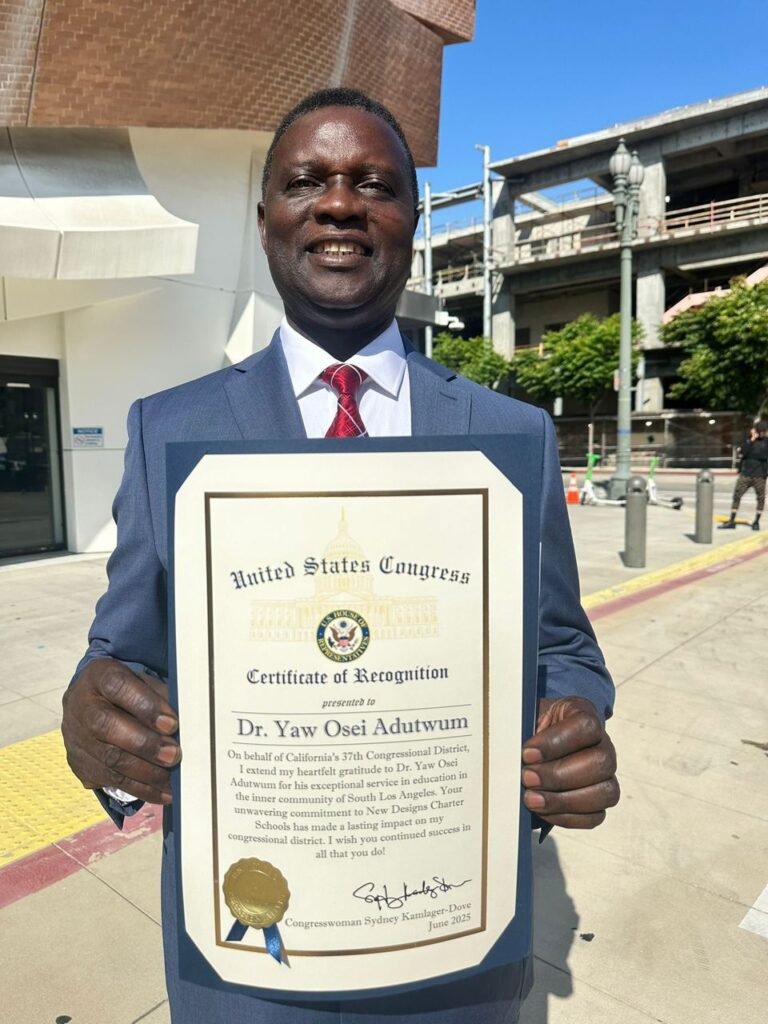 NOTICE
United States Congress
U.S. HOUSE OF
REPRESENTATIVES
Certificate of Recognition
presented to
Dr. Yaw Osei Adutwum
On behalf of California's 37th Congressional District,
I extend my heartfelt gratitude to Dr. Yaw Osei
Adutwum for his exceptional service in education in
the inner community of South Los Angeles. Your
unwavering commitment to New Designs Charter
Schools has made a lasting impact on my
congressional district. I wish you continued success in
all that you do!
Congresswoman Sydney Kamlager-Dove
June 2025